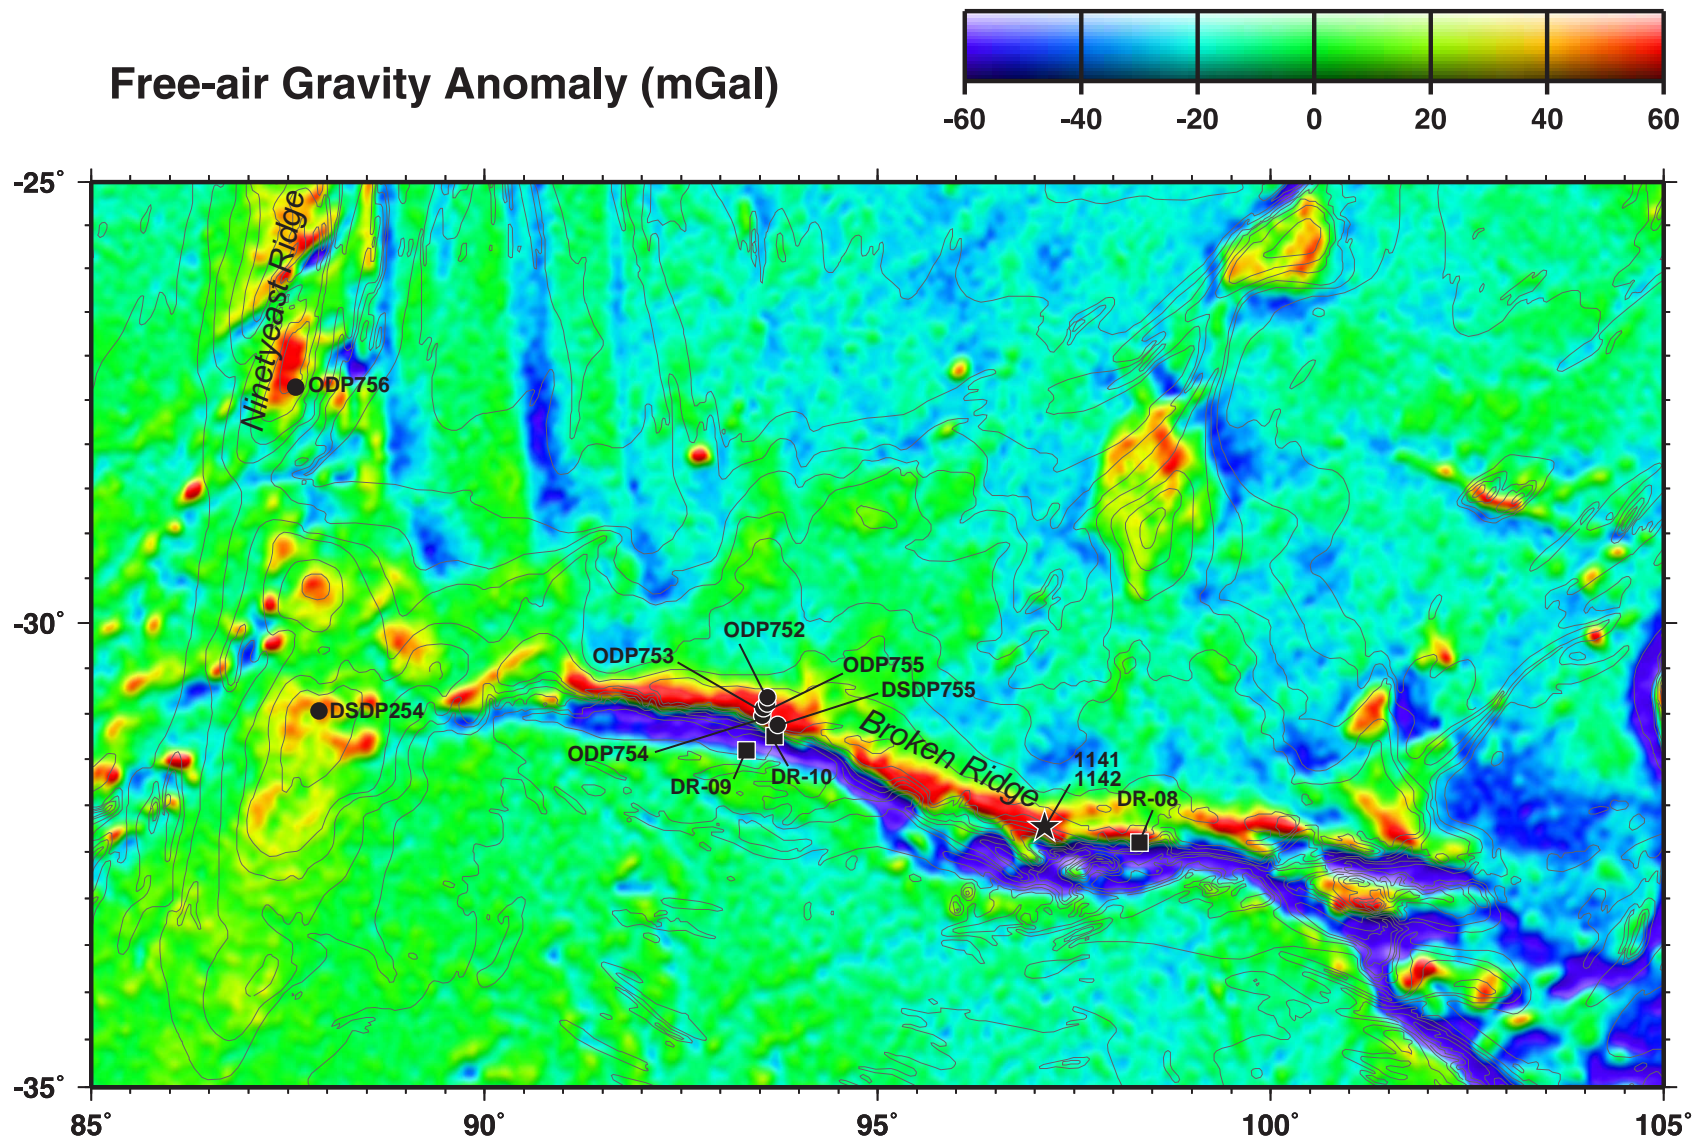 Free-air Gravity Anomaly (mGal)
-60 -40 -20 0 20 40 60
-25°
Ninetyeast Ridge
ODP756
-30°
ODP752
ODP753
ODP755
DSDP755
DSDP254
Broken Ridge
ODP754
DR-09
DR-10
1141
1142
DR-08
-35°
85° 90° 95° 100° 105°